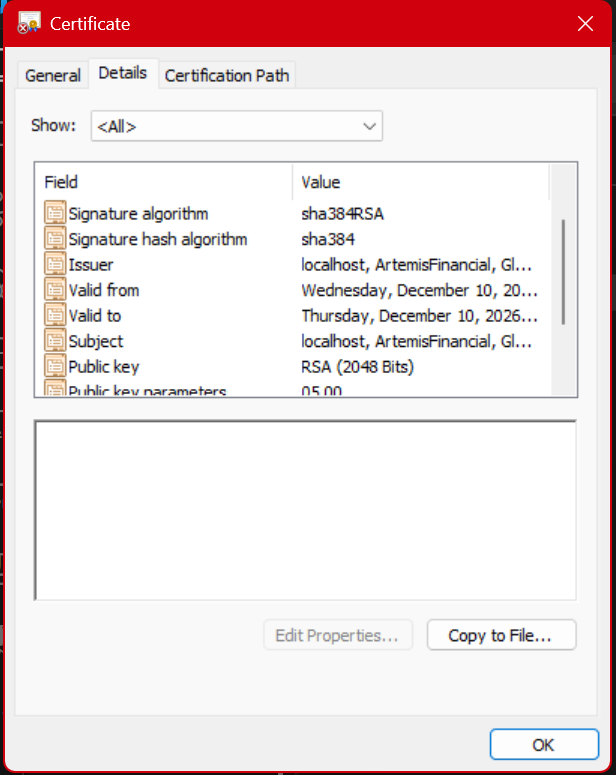 Certificate
General Details Certification Path
Show: <All>
Field Value
Signature algorithm sha384RSA
Signature hash algorithm sha384
Issuer localhost, ArtemisFinancial, Gl...
Valid from Wednesday, December 10, 20...
Valid to Thursday, December 10, 2026...
Subject localhost, ArtemisFinancial, Gl...
Public key RSA (2048 Bits)
Public key parameters 05 00
Edit Properties... Copy to File...
OK